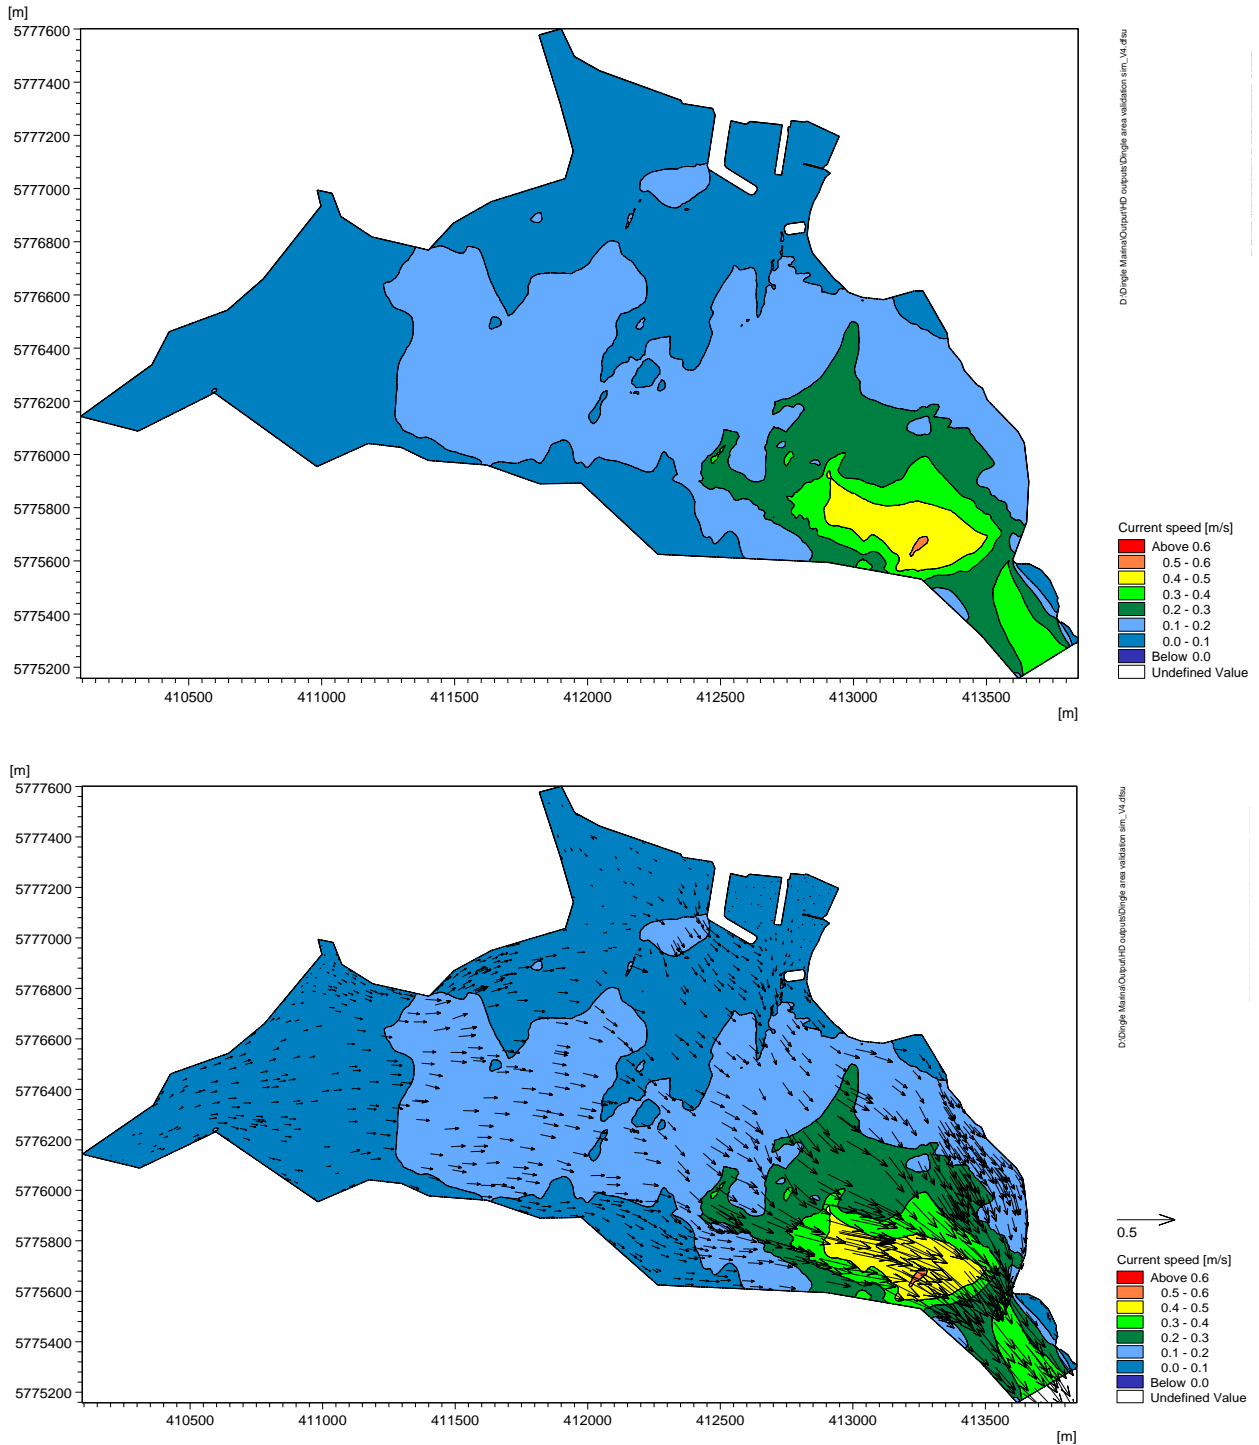 [m]
5777600
5777400
5777200
5777000
5776800
5776600
5776400
5776200
5776000
5775800
5775600
5775400
5775200
410500 411000 411500 412000 412500 413000 413500
[m]
D:\Dingle Marina\Output\HD outputs\Dingle area validation sim_V4.dfsu
Current speed [m/s]
Above 0.6
0.5 - 0.6
0.4 - 0.5
0.3 - 0.4
0.2 - 0.3
0.1 - 0.2
0.0 - 0.1
Below 0.0
Undefined Value
[m]
5777600
5777400
5777200
5777000
5776800
5776600
5776400
5776200
5776000
5775800
5775600
5775400
5775200
410500 411000 411500 412000 412500 413000 413500
[m]
D:\Dingle Marina\Output\HD outputs\Dingle area validation sim_V4.dfsu
0.5
Current speed [m/s]
Above 0.6
0.5 - 0.6
0.4 - 0.5
0.3 - 0.4
0.2 - 0.3
0.1 - 0.2
0.0 - 0.1
Below 0.0
Undefined Value